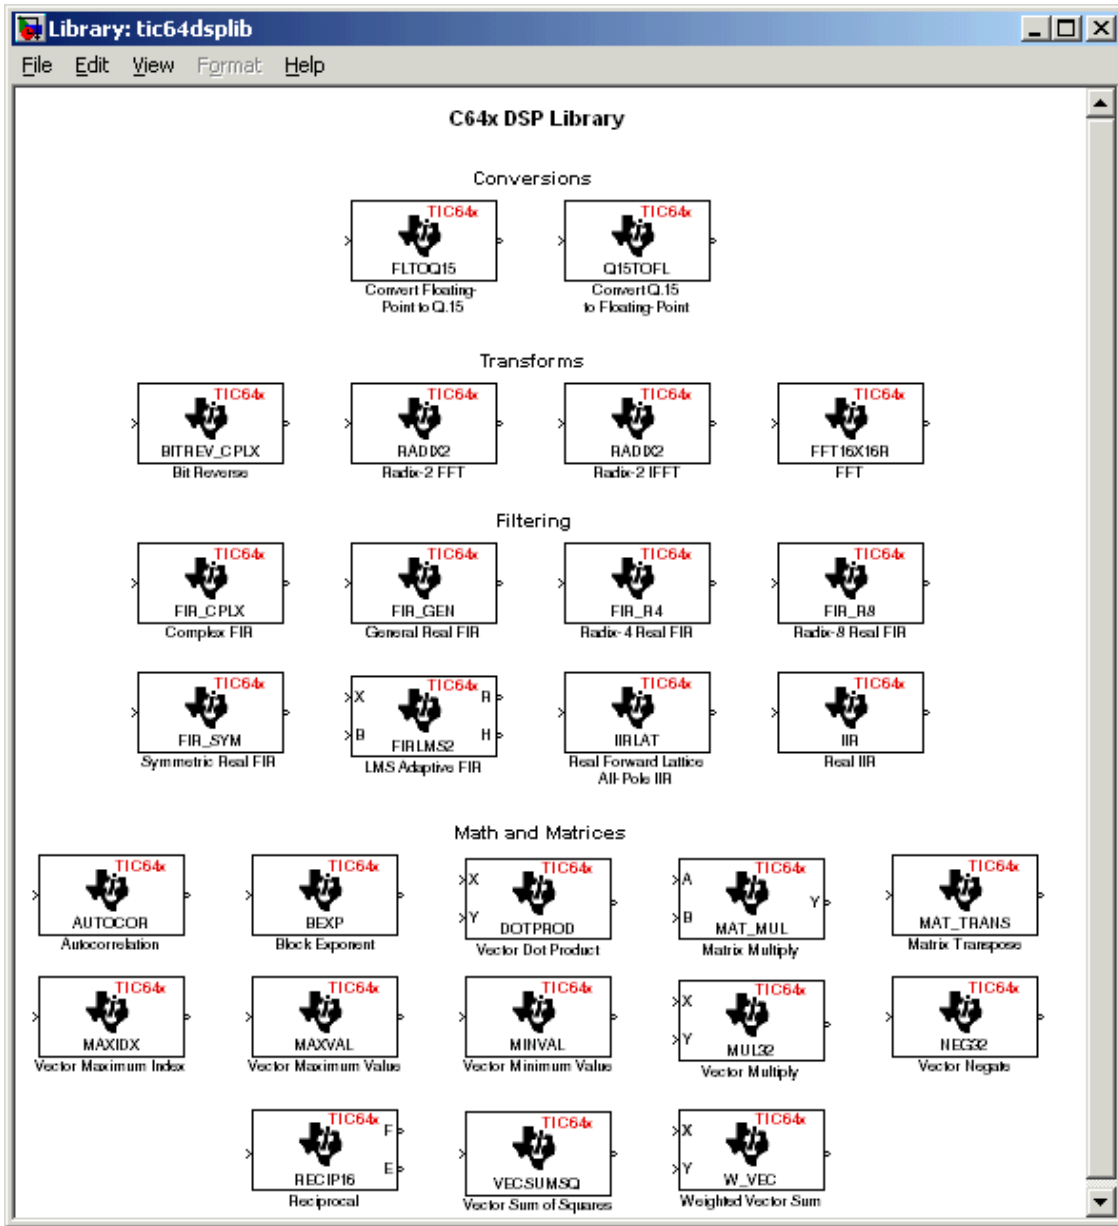 Library: tic64dsplib
File Edit View Format Help
C64x DSP Library
Conversions
TIC64x TIC64x
FLTOQ15 Q15TOFL
Convert Floating- Convert Q.15
Point to Q.15 to Floating-Point
Transforms
TIC64x TIC64x TIC64x TIC64x
BITREV_CPLX RADIX2 RADIX2 FFT16X16R
Bit Reverse Radix-2 FFT Radix-2 IFFT FFT
Filtering
TIC64x TIC64x TIC64x TIC64x
FIR_CPLX FIR_GEN FIR_R4 FIR_R8
Complex FIR General Real FIR Radix-4 Real FIR Radix-8 Real FIR
TIC64x TIC64x TIC64x TIC64x
X R
B H
FIR_SYM FIRLMS2 IIRLAT IIR
Symmetric Real FIR LMS Adaptive FIR Real Forward Lattice Real IIR
All-Pole IIR
Math and Matrices
TIC64x TIC64x TIC64x TIC64x TIC64x
X A
Y B Y
AUTOCOR BEXP DOTPROD MAT_MUL MAT_TRANS
Autocorrelation Block Exponent Vector Dot Product Matrix Multiply Matrix Transpose
TIC64x TIC64x TIC64x TIC64x TIC64x
X
Y
MAXIDX MAXVAL MINVAL MUL32 NEG32
Vector Maximum Index Vector Maximum Value Vector Minimum Value Vector Multiply Vector Negate
TIC64x TIC64x TIC64x
F X
E Y
RECIP16 VECSUMSQ W_VEC
Reciprocal Vector Sum of Squares Weighted Vector Sum